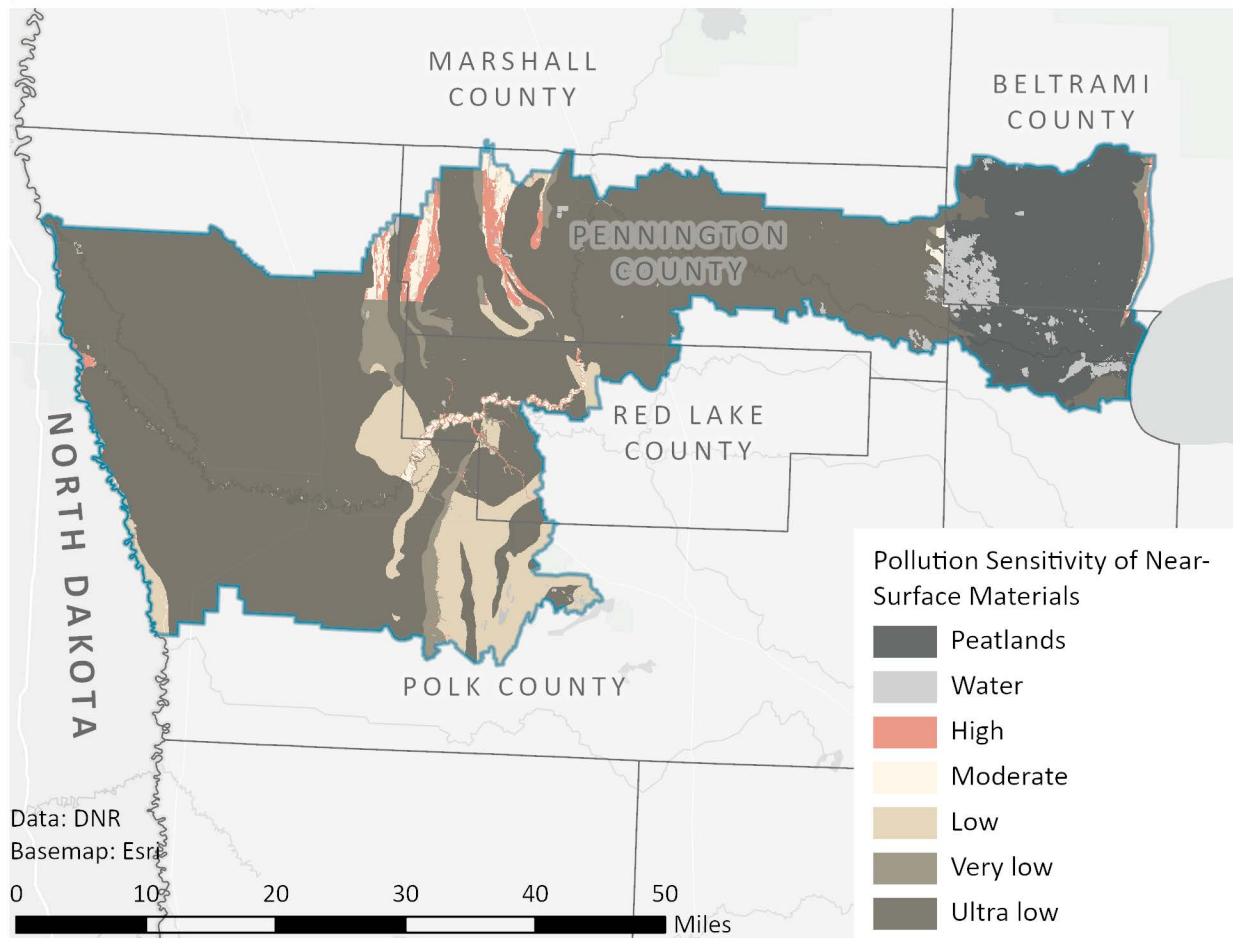 MARSHALL
COUNTY
BELTRAMI
COUNTY
PENNINGTON
COUNTY
RED LAKE
COUNTY
NORTH DAKOTA
POLK COUNTY
Pollution Sensitivity of Near-
Surface Materials
Peatlands
Water
High
Moderate
Low
Very low
Ultra low
Data: DNR
Basemap: Esri
0 10 20 30 40 50
Miles